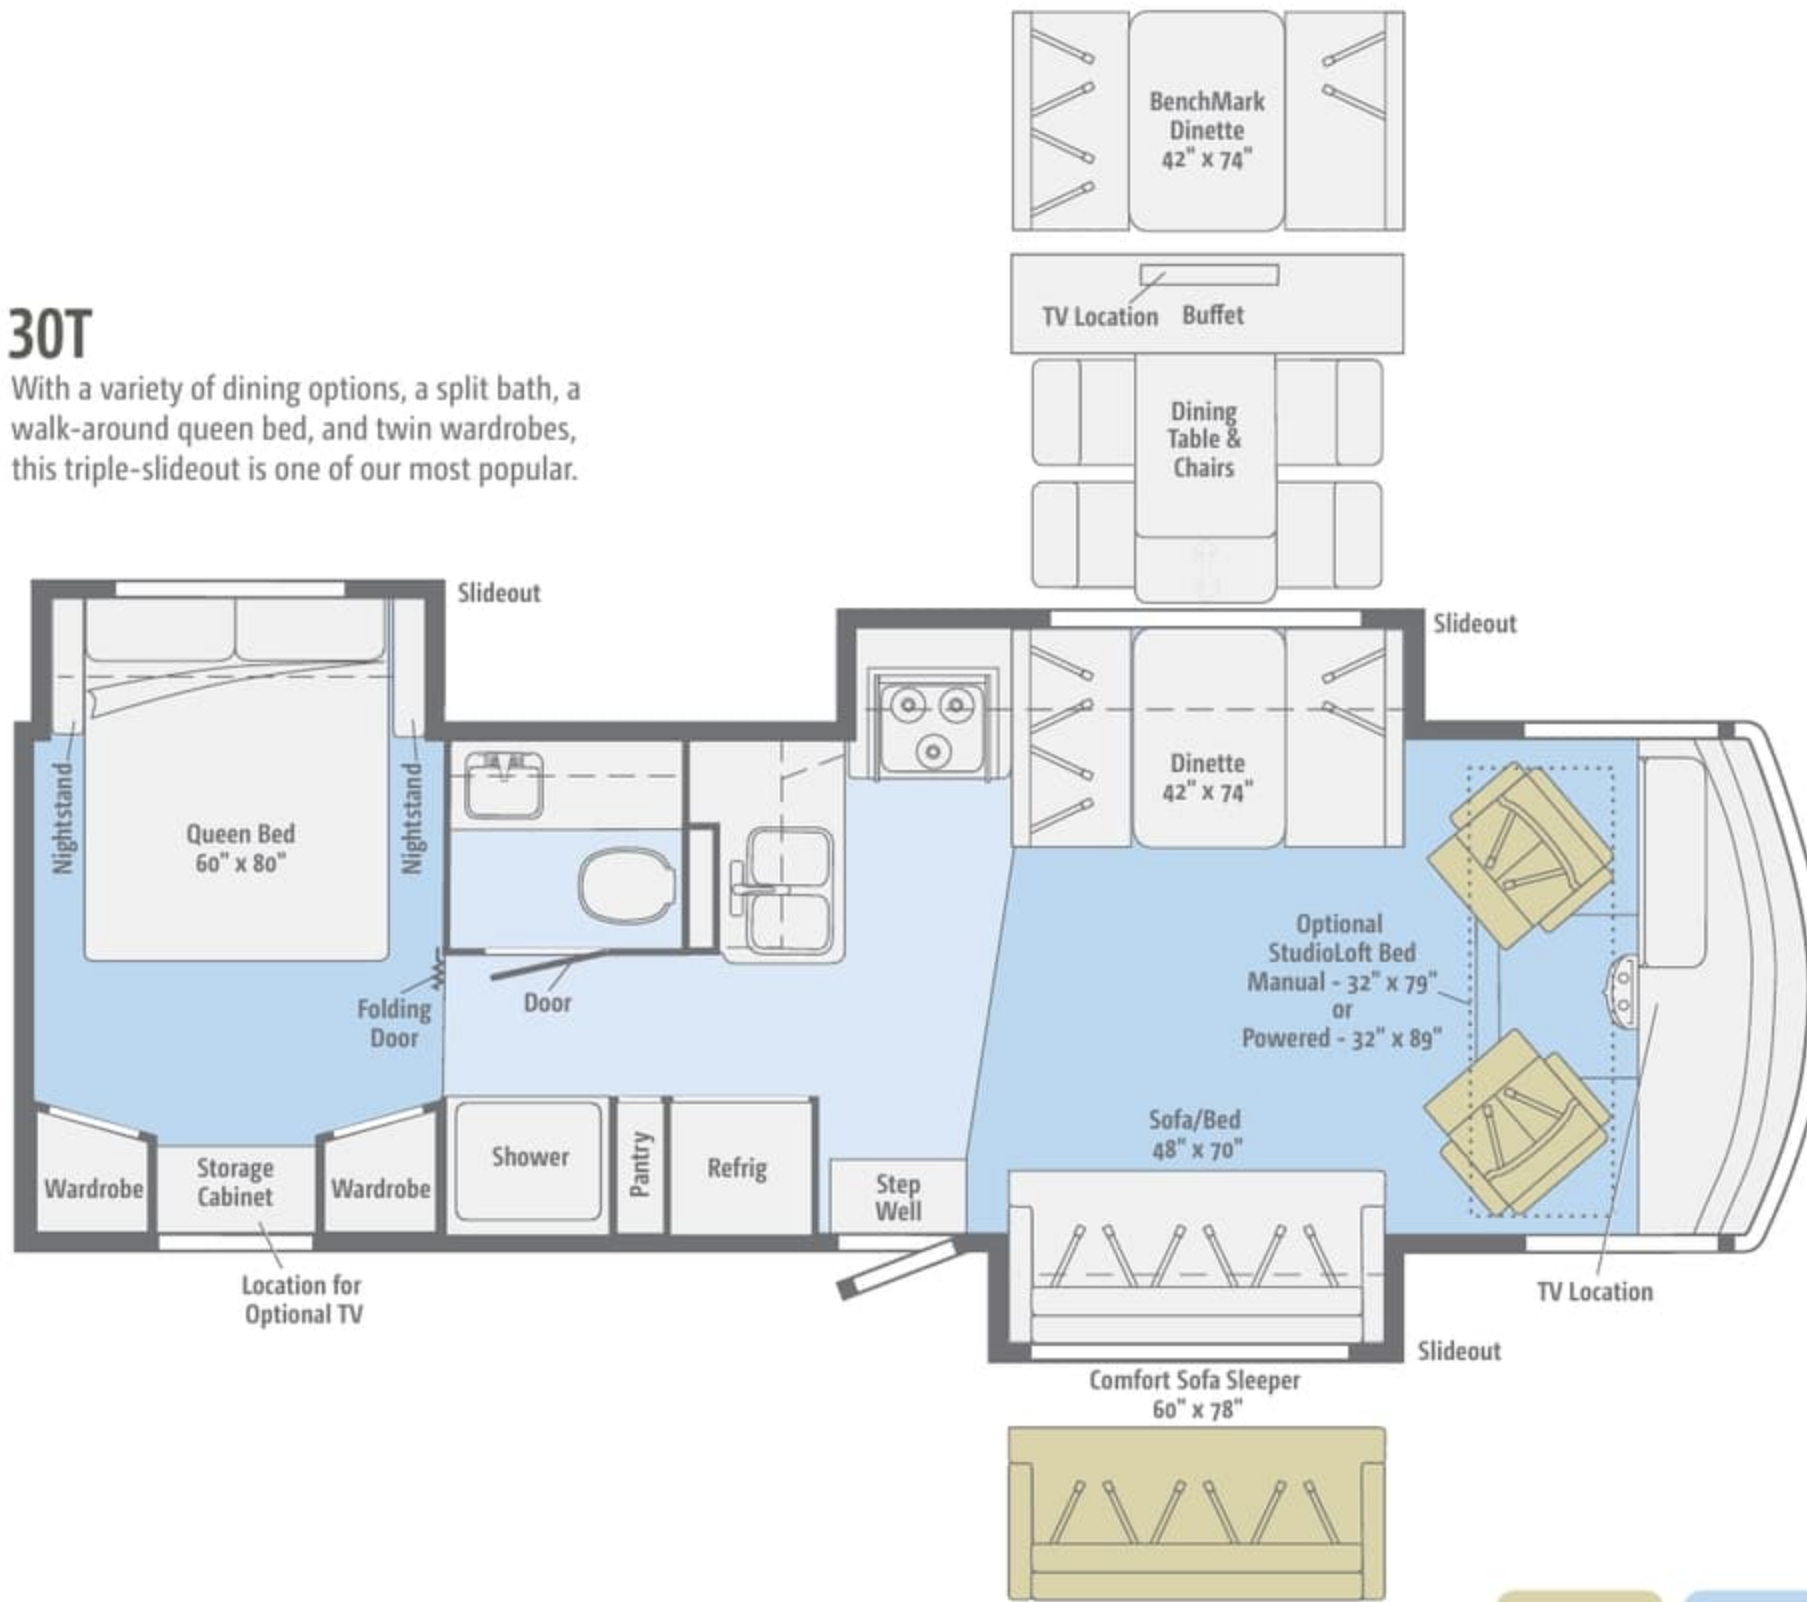 BenchMark
Dinette
42" x 74"
TV Location
Buffet
Dining
Table &
Chairs
30T
With a variety of dining options, a split bath, a
walk-around queen bed, and twin wardrobes,
this triple-slideout is one of our most popular.
Slideout
Slideout
Nightstand
Queen Bed
60" x 80"
Nightstand
Dinette
42" x 74"
Folding
Door
Door
Optional
StudioLoft Bed
Manual - 32" x 79"
or
Powered - 32" x 89"
Wardrobe
Storage
Cabinet
Wardrobe
Shower
Pantry
Refrig
Step
Well
Sofa/Bed
48" x 70"
Location for
Optional TV
TV Location
Slideout
Comfort Sofa Sleeper
60" x 78"